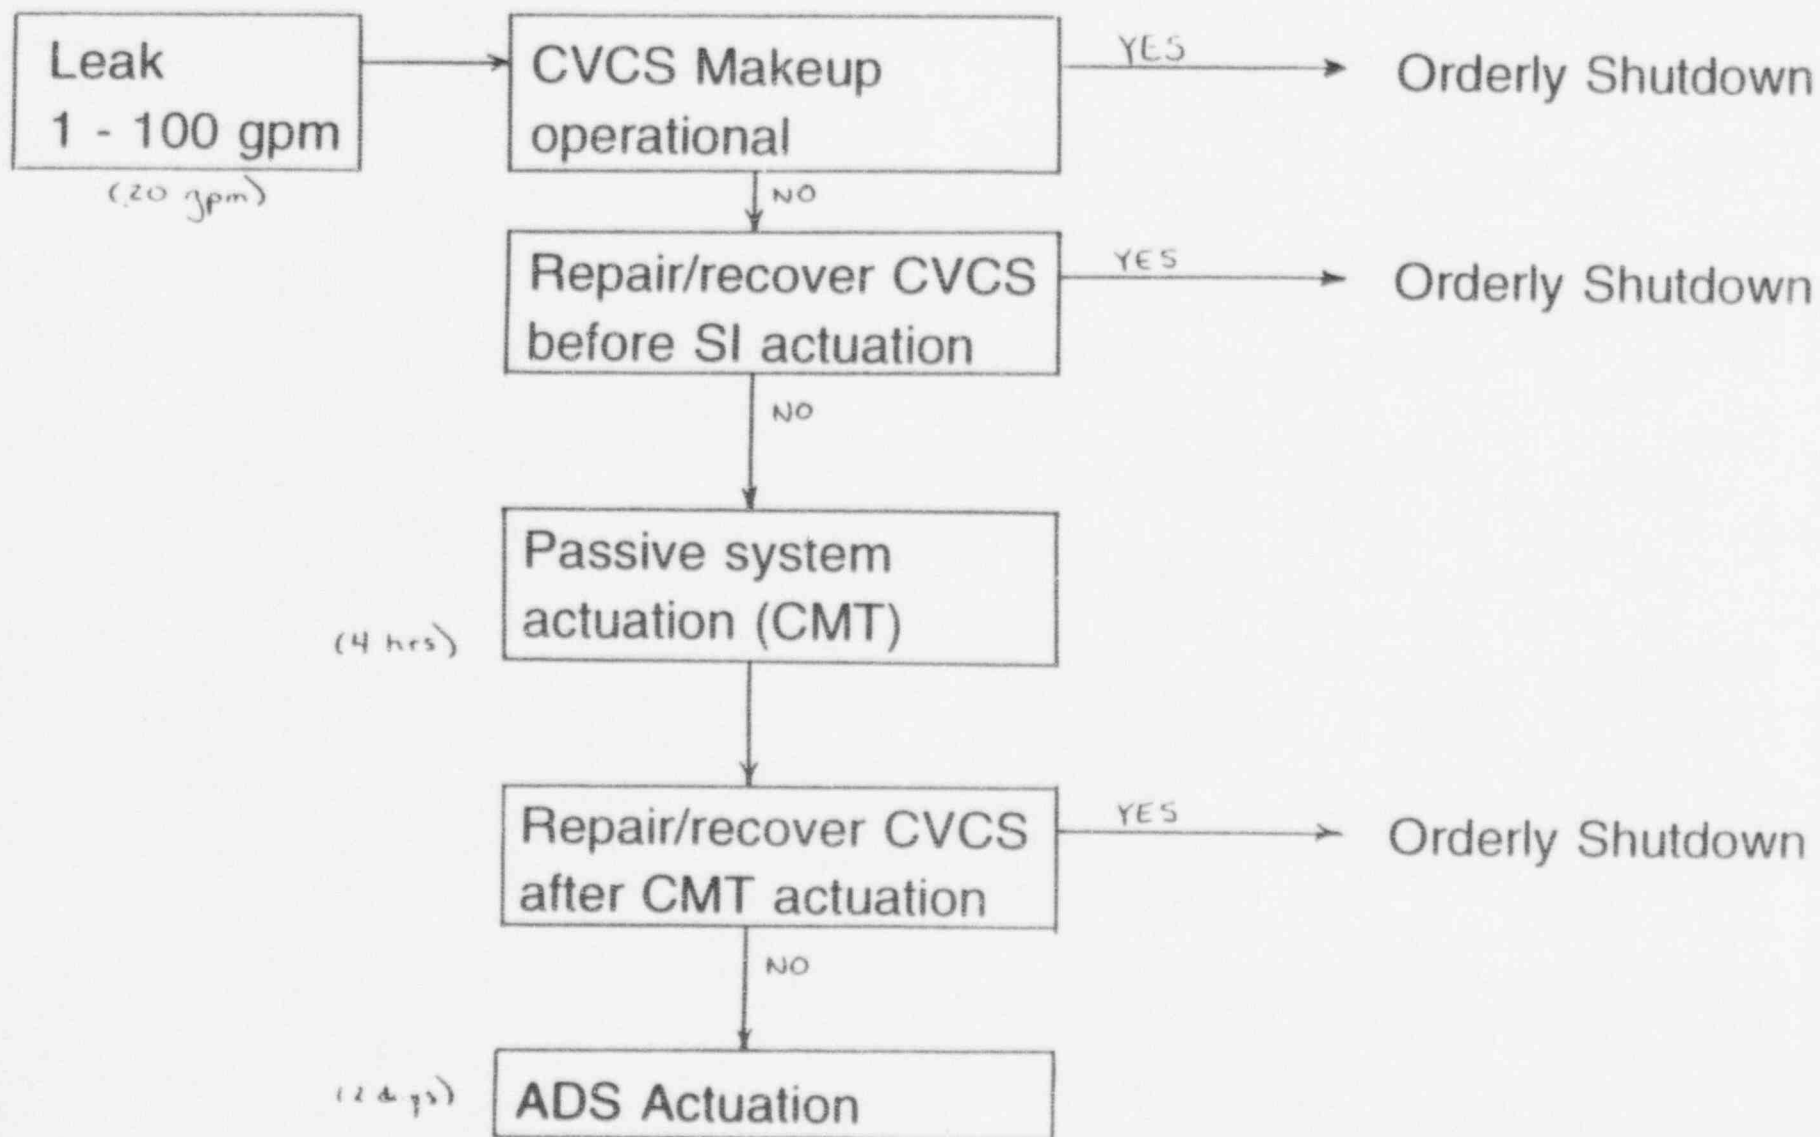 Leak
1 - 100 gpm
(20 gpm)
CVCS Makeup
operational
YES
Orderly Shutdown
NO
Repair/recover CVCS
before SI actuation
YES
Orderly Shutdown
NO
Passive system
actuation (CMT)
(4 hrs)
Repair/recover CVCS
after CMT actuation
YES
Orderly Shutdown
NO
(2 days)
ADS Actuation